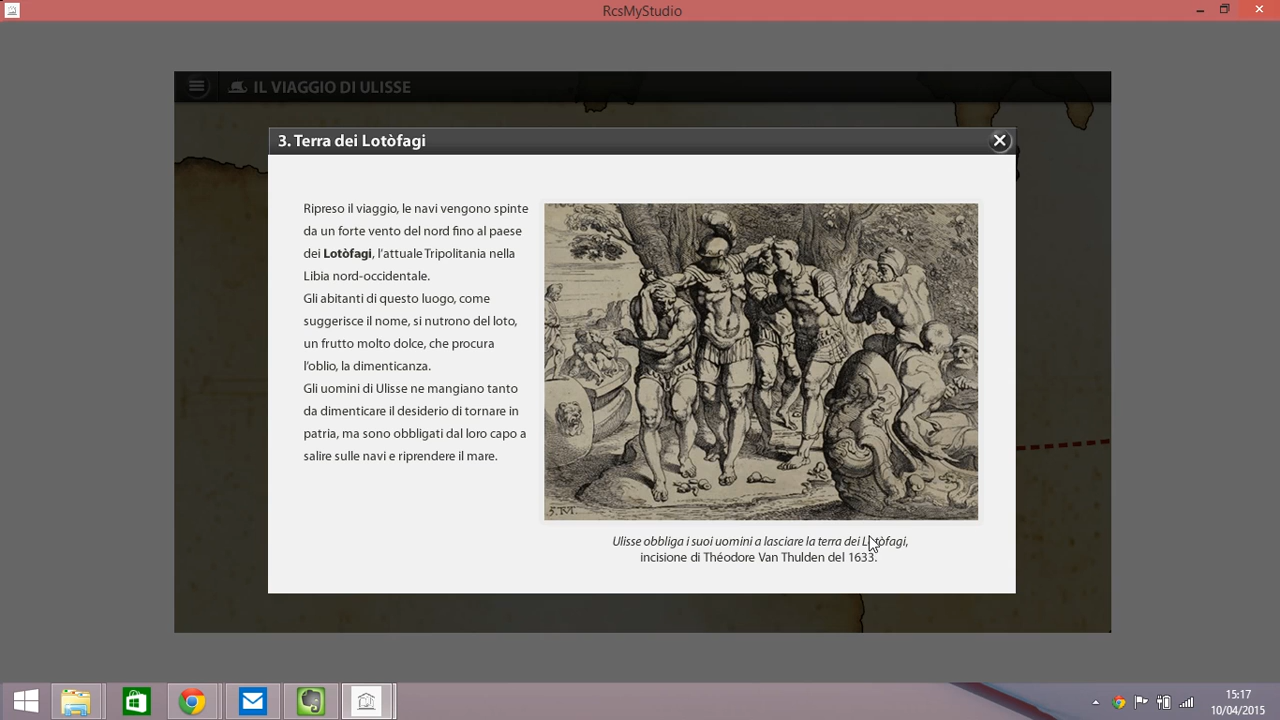 RcsMyStudio
IL VIAGGIO DI ULISSE
3. Terra dei Lotòfagi
Ripreso il viaggio, le navi vengono spinte
da un forte vento del nord fino al paese
dei Lotòfagi, l'attuale Tripolitania nella
Libia nord-occidentale.
Gli abitanti di questo luogo, come
suggerisce il nome, si nutrono del loto,
un frutto molto dolce, che procura
l'oblio, la dimenticanza.
Gli uomini di Ulisse ne mangiano tanto
da dimenticare il desiderio di tornare in
patria, ma sono obbligati dal loro capo a
salire sulle navi e riprendere il mare.
Ulisse obbliga i suoi uomini a lasciare la terra dei Lotòfagi,
incisione di Théodore Van Thulden del 1633.
15:17
10/04/2015